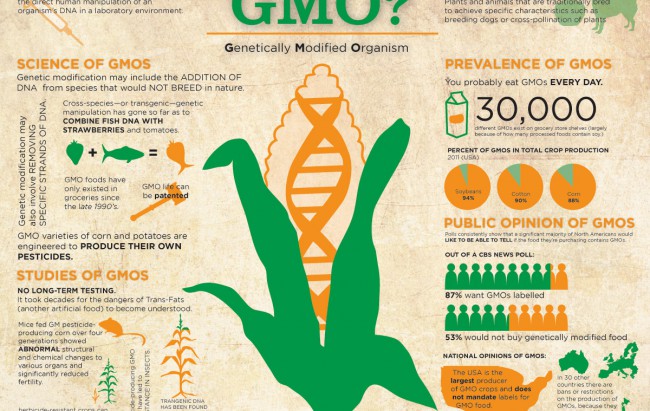 the direct human manipulation of an
organism's DNA in a laboratory environment.
GMO?
Genetically Modified Organism
Plants and animals that are traditionally bred
to achieve specific characteristics such as
breeding dogs or cross-pollination of plants
SCIENCE OF GMOS
Genetic modification may include the ADDITION OF
DNA from species that would NOT BREED in nature.
Genetic modification may
also involve REMOVING
SPECIFIC STRANDS OF DNA.
Cross-species—or transgenic—genetic
manipulation has gone so far as to
COMBINE FISH DNA WITH
STRAWBERRIES and tomatoes.
+ =
GMO foods have
only existed in
groceries since
the late 1990's.
GMO life can
be patented
GMO varieties of corn and potatoes are
engineered to PRODUCE THEIR OWN
PESTICIDES.
STUDIES OF GMOS
NO LONG-TERM TESTING.
It took decades for the dangers of Trans-Fats
(another artificial food) to become understood.
Mice fed GM pesticide-
producing corn over four
generations showed
ABNORMAL structural
and chemical changes to
various organs and
significantly reduced
fertility.
TRANGENIC DNA
HAS BEEN FOUND
PREVALENCE OF GMOS
You probably eat GMOs EVERY DAY.
30,000
different GMOs exist on grocery store shelves (largely
because of how many processed foods contain soy.)
PERCENT OF GMOS IN TOTAL CROP PRODUCTION
2011 (USA)
Soybeans
94%
Cotton
90%
Corn
88%
PUBLIC OPINION OF GMOS
Polls consistently show that a significant majority of North Americans would
LIKE TO BE ABLE TO TELL if the food they're purchasing contains GMOs.
OUT OF A CBS NEWS POLL:
87% want GMOs labelled
53% would not buy genetically modified food
NATIONAL OPINIONS OF GMOS:
The USA is the
largest producer
of GMO crops and
does not
mandate labels for
GMO food.
in 30 other
countries there are
bans or restrictions
on the production of
GMOs, because they